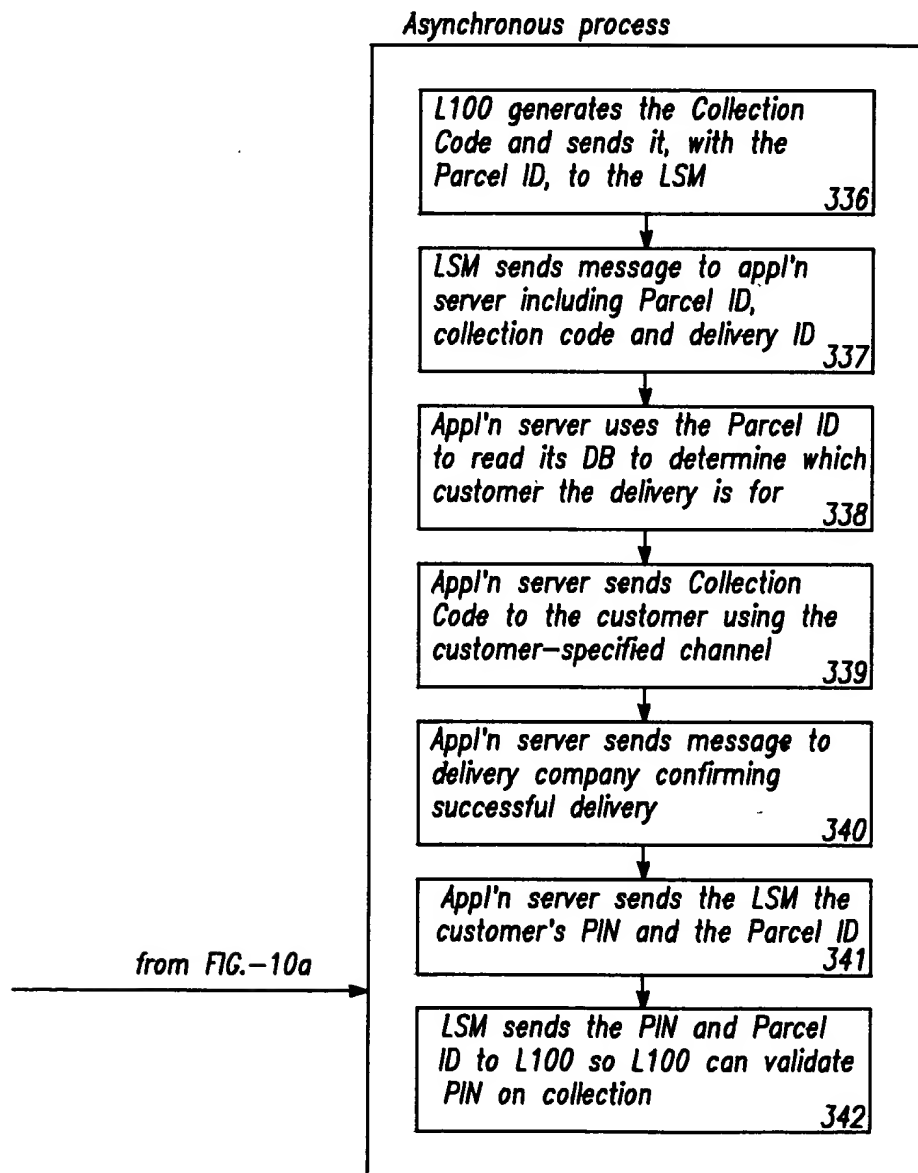 Asynchronous process
L100 generates the Collection
Code and sends it, with the
Parcel ID, to the LSM
336
LSM sends message to appl'n
server including Parcel ID,
collection code and delivery ID
337
Appl'n server uses the Parcel ID
to read its DB to determine which
customer the delivery is for
338
Appl'n server sends Collection
Code to the customer using the
customer–specified channel
339
Appl'n server sends message to
delivery company confirming
successful delivery
340
Appl'n server sends the LSM the
customer's PIN and the Parcel ID
341
from FIG.–10a
LSM sends the PIN and Parcel
ID to L100 so L100 can validate
PIN on collection
342